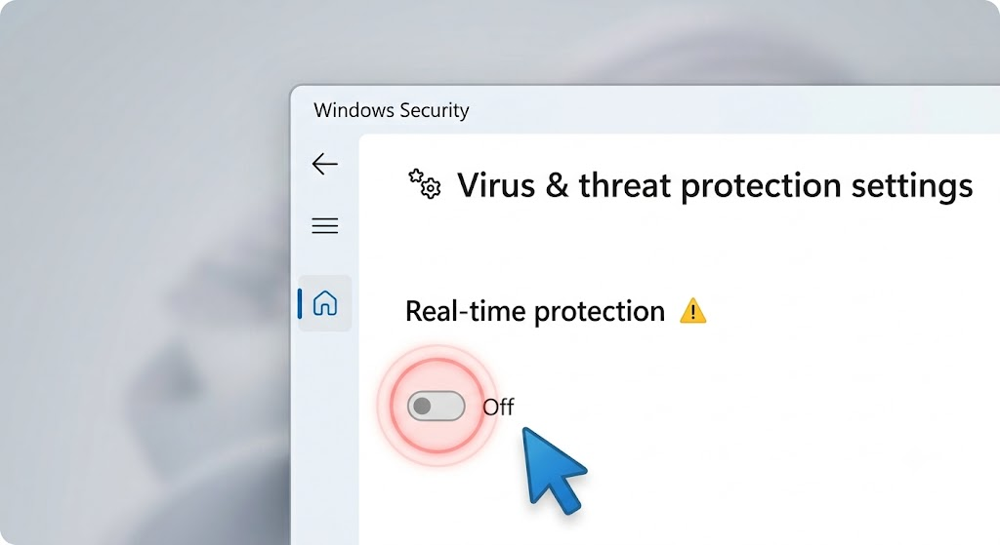 Windows Security
Virus & threat protection settings
Real-time protection
Off